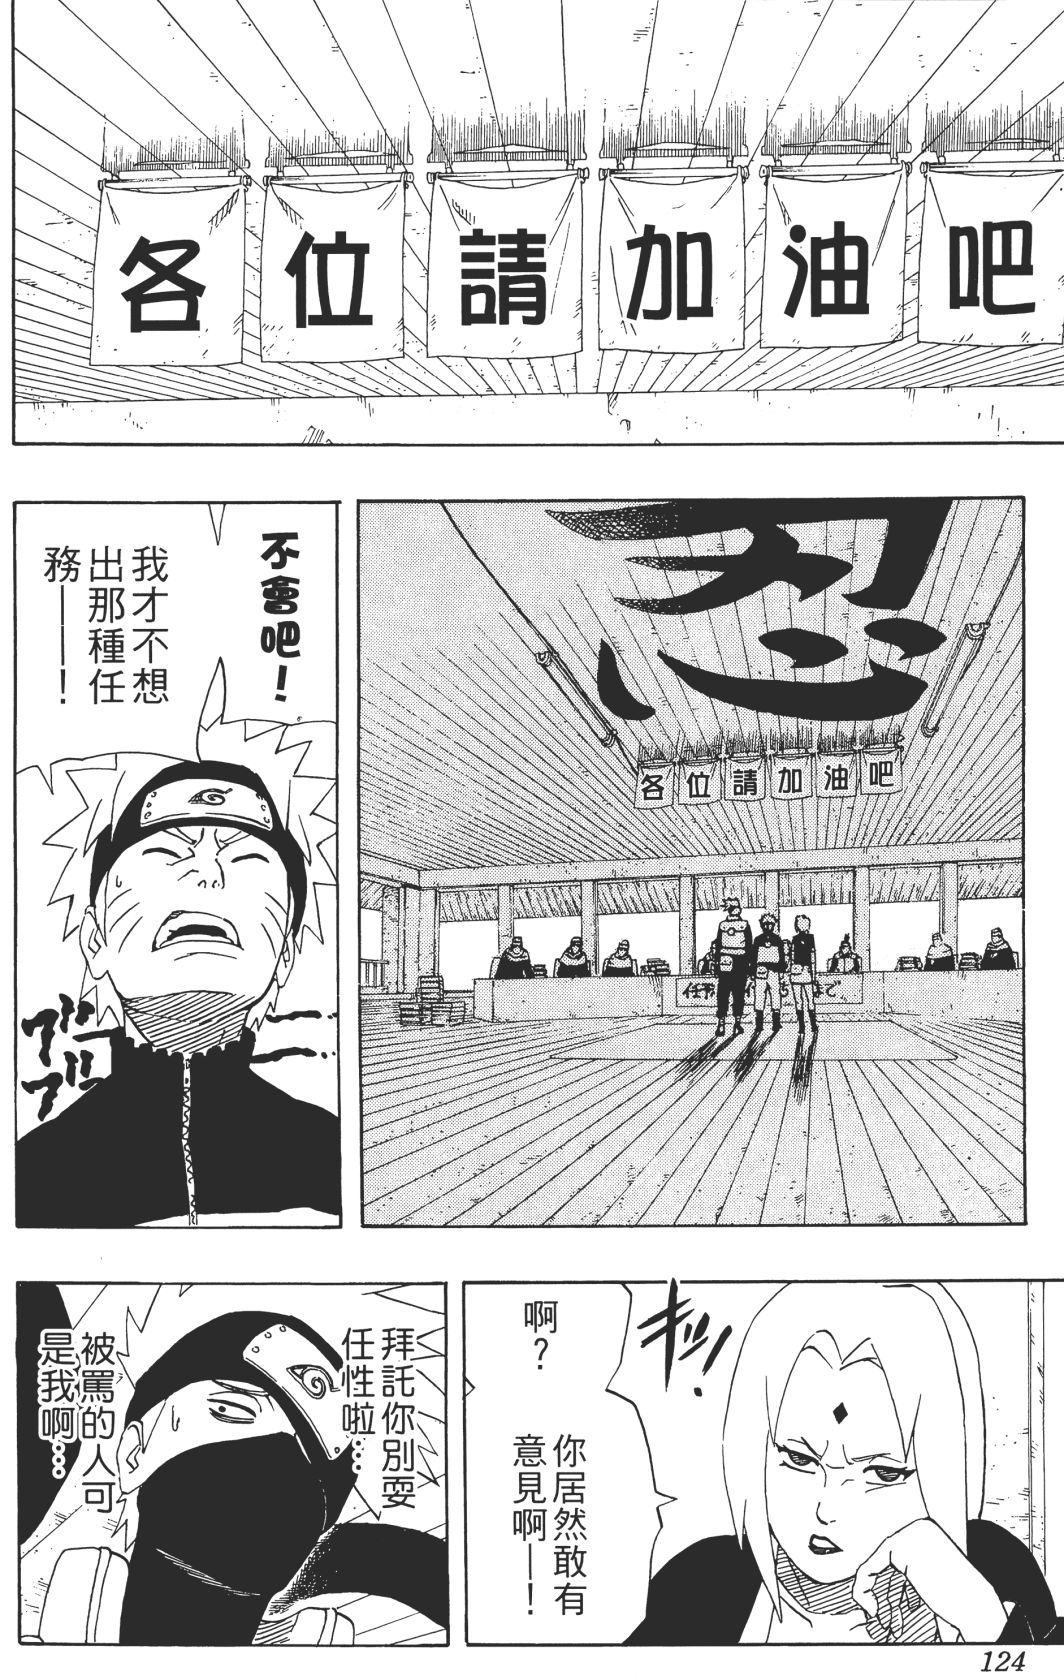 各位請加油吧
忍
各位請加油吧
不會吧！
我才不想
出那種任
務——！
啊？
你居然敢有
意見啊——！
拜託你別耍
任性啦…
被罵的人可
是我啊……
124